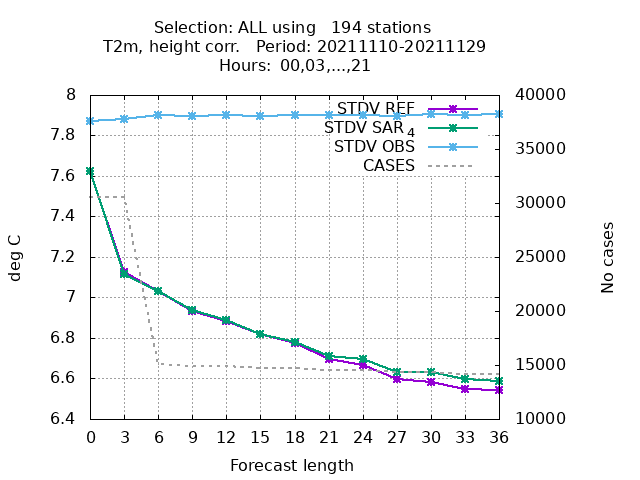 Selection: ALL using   194 stations
T2m, height corr.   Period: 20211110-20211129
Hours: 00,03,...,21
8
7.8
7.6
7.4
7.2
7
6.8
6.6
6.4
deg C
STDV REF
STDV SAR4
STDV OBS
CASES
40000
35000
30000
25000
20000
15000
10000
No cases
0 3 6 9 12 15 18 21 24 27 30 33 36
Forecast length